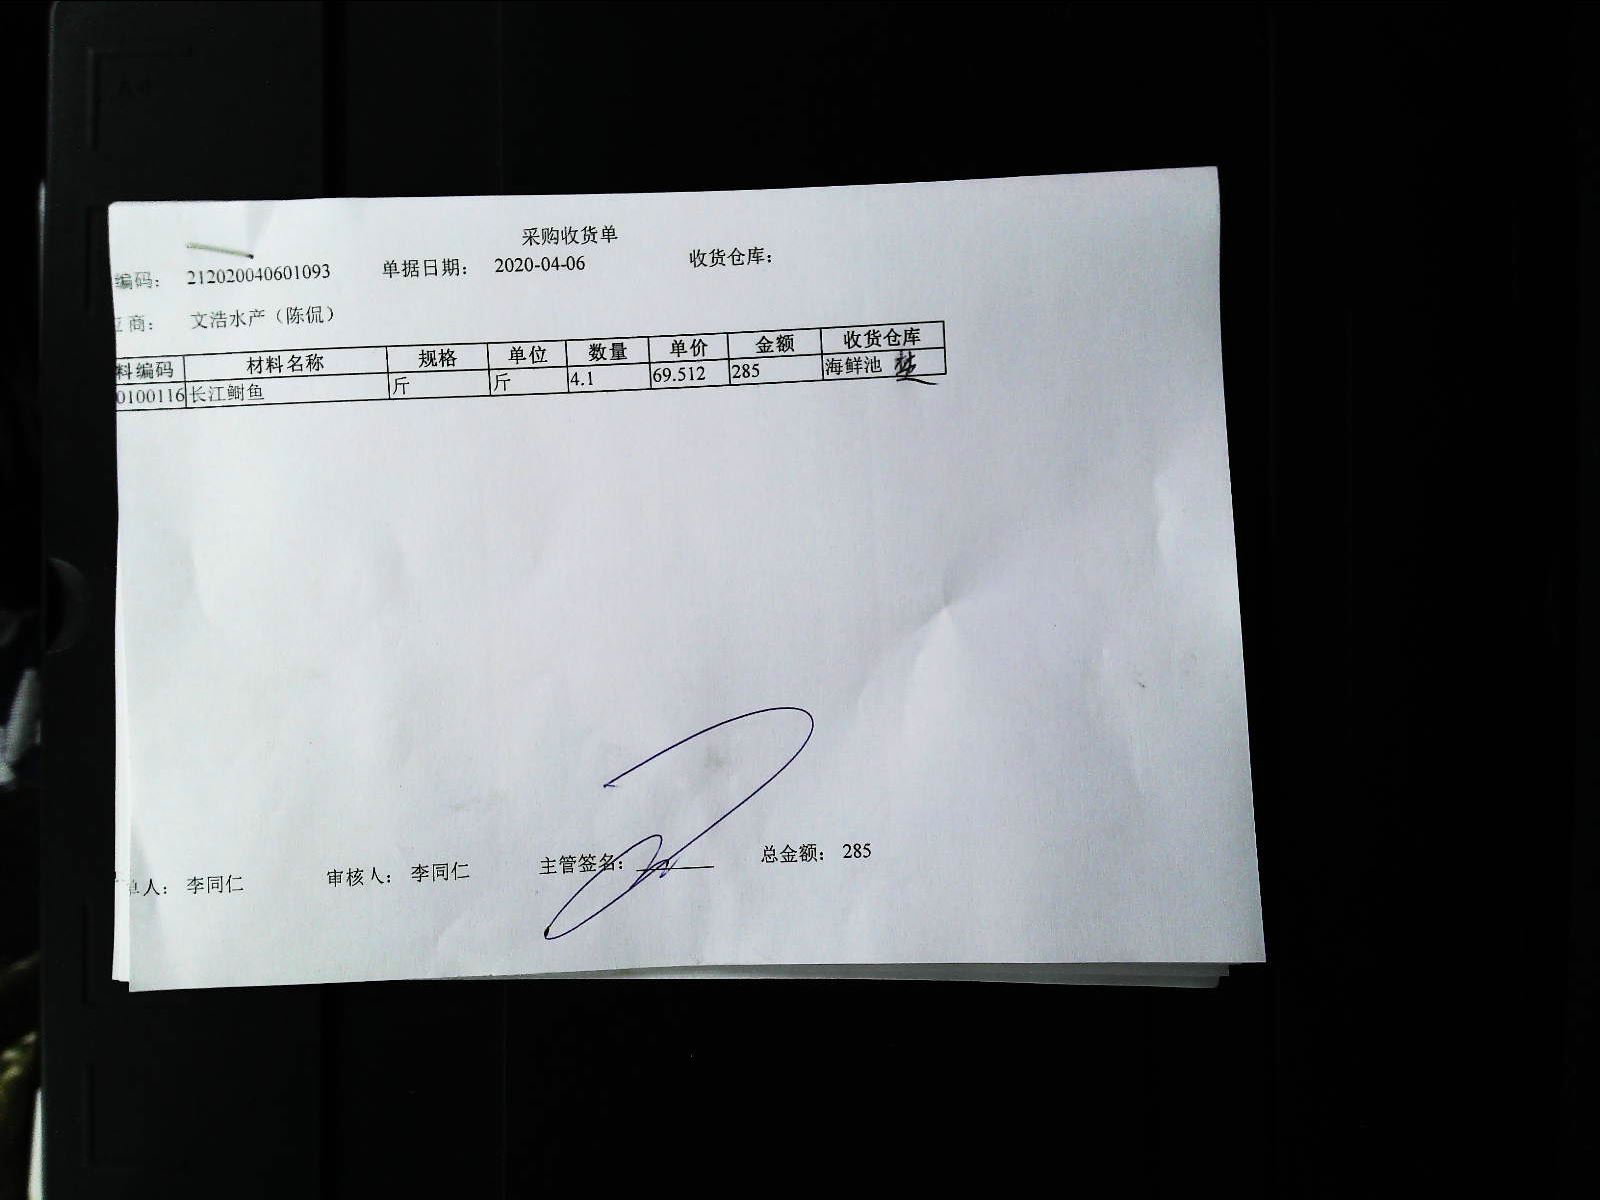 采购收货单
编码： 212020040601093 单据日期： 2020-04-06 收货仓库：
应商： 文浩水产（陈侃）
料编码 材料名称 规格 单位 数量 单价 金额 收货仓库
0100116 长江鮰鱼 斤 斤 4.1 69.512 285 海鲜池
单人： 李同仁 审核人： 李同仁 主管签名： 总金额： 285